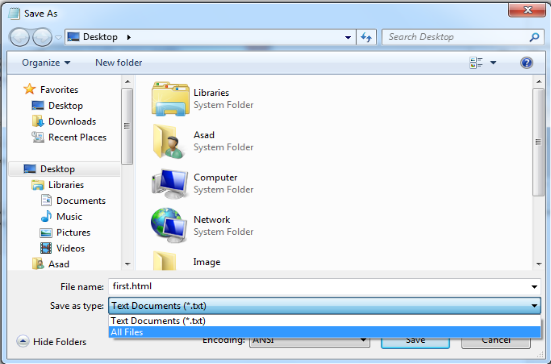 Save As
Desktop
Search Desktop
Organize
New folder
Favorites
Desktop
Downloads
Recent Places
Desktop
Libraries
Documents
Music
Pictures
Videos
Asad
Libraries
System Folder
Asad
System Folder
Computer
System Folder
Network
System Folder
Image
File name: first.html
Save as type: Text Documents (*.txt)
Text Documents (*.txt)
All Files
Hide Folders
Encoding: ANSI
Save
Cancel